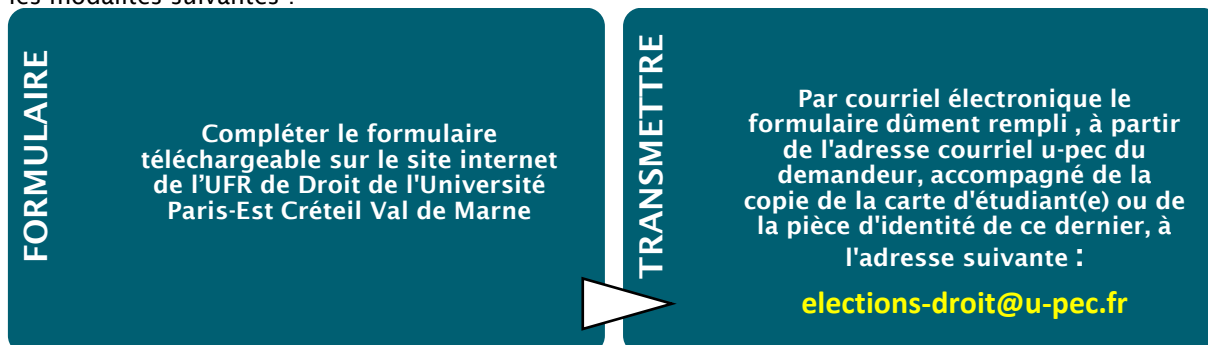 les modalités suivantes :
FORMULAIRE
Compléter le formulaire
téléchargeable sur le site internet
de l'UFR de Droit de l'Université
Paris-Est Créteil Val de Marne
TRANSMETTRE
Par courriel électronique le
formulaire dûment rempli , à partir
de l'adresse courriel u-pec du
demandeur, accompagné de la
copie de la carte d'étudiant(e) ou de
la pièce d'identité de ce dernier, à
l'adresse suivante :
elections-droit@u-pec.fr